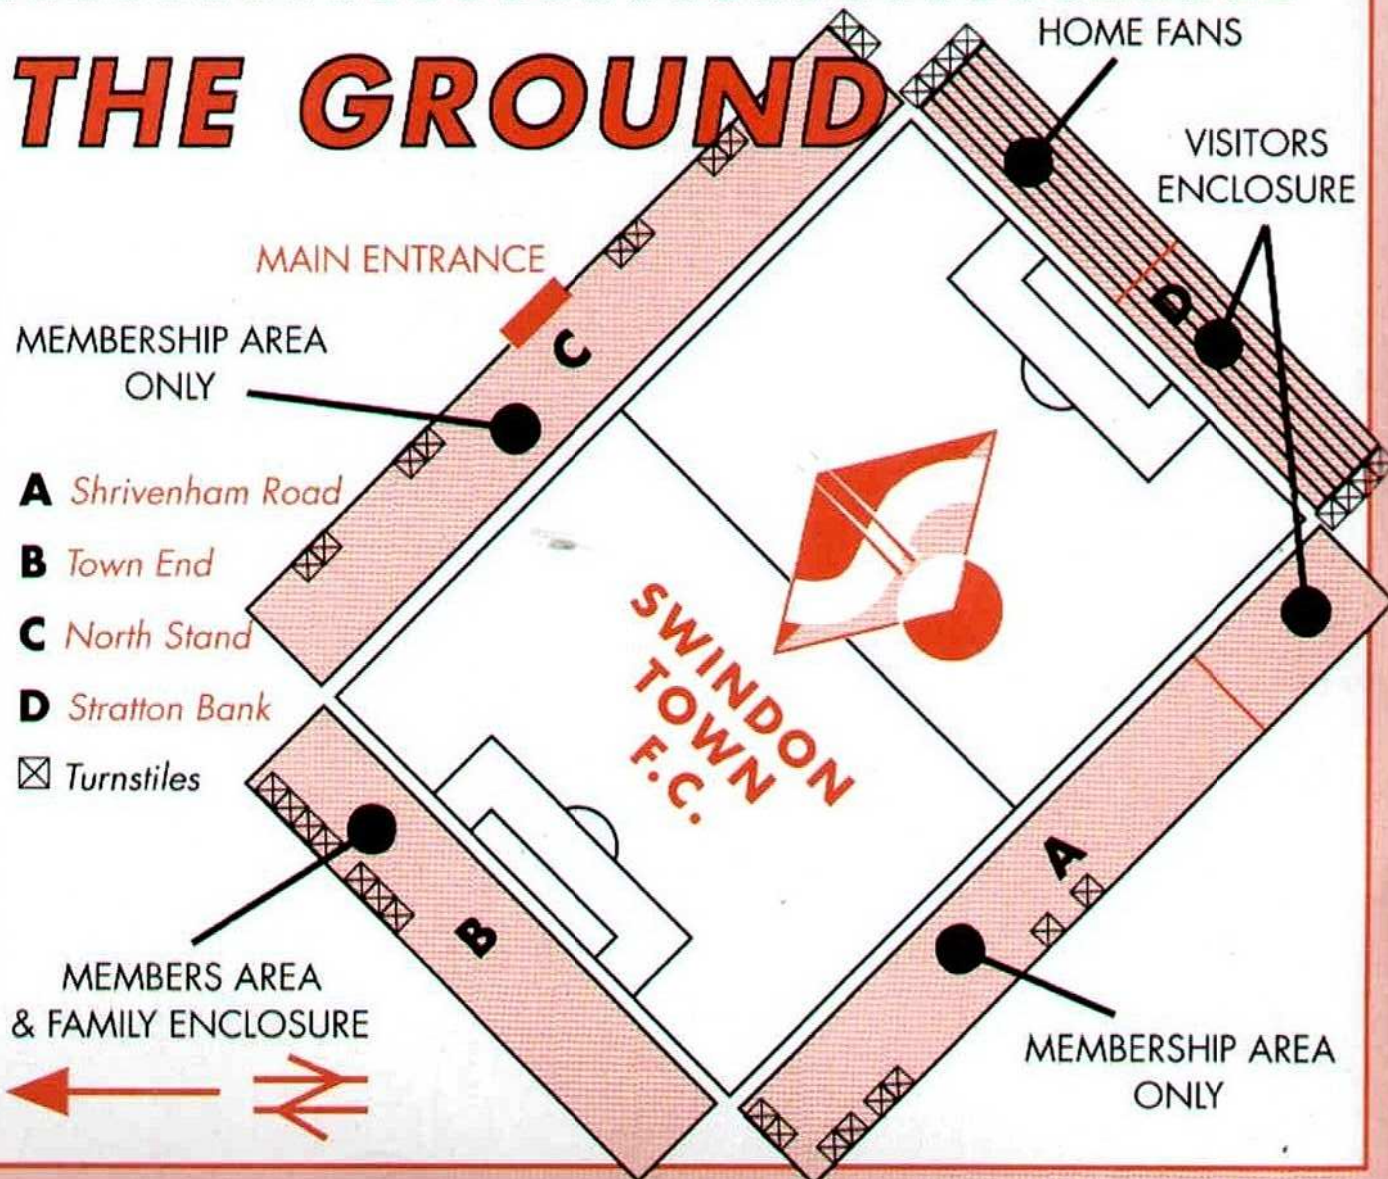 THE GROUND
HOME FANS
VISITORS
ENCLOSURE
MAIN ENTRANCE
MEMBERSHIP AREA
ONLY
C
D
A Shrivenham Road
B Town End
C North Stand
D Stratton Bank
Turnstiles
SWINDON
TOWN
F.C.
A
B
MEMBERS AREA
& FAMILY ENCLOSURE
MEMBERSHIP AREA
ONLY